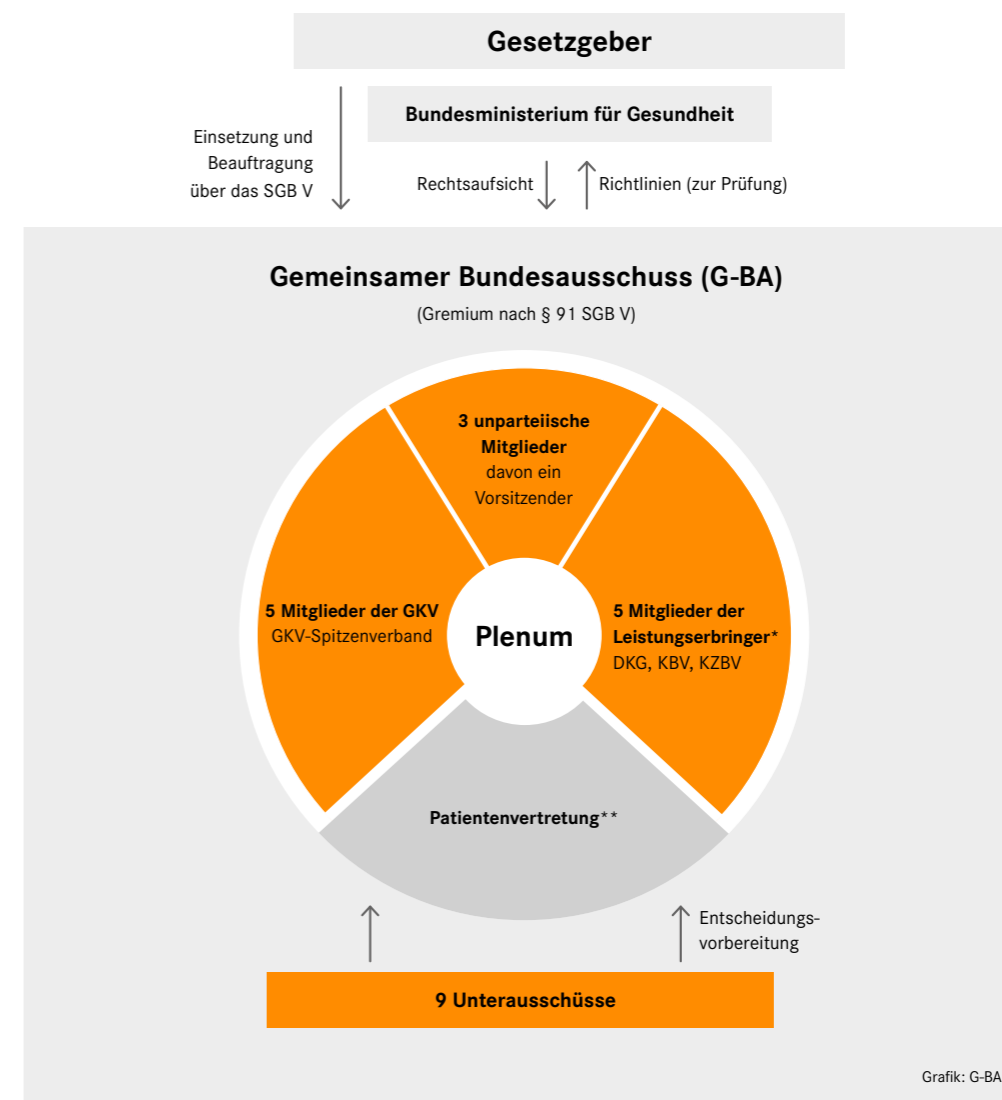 Gesetzgeber
Bundesministerium für Gesundheit
Einsetzung und
Beauftragung
über das SGB V
Rechtsaufsicht
Richtlinien (zur Prüfung)
Gemeinsamer Bundesausschuss (G-BA)
(Gremium nach § 91 SGB V)
3 unparteiische
Mitglieder
davon ein
Vorsitzender
5 Mitglieder der GKV
GKV-Spitzenverband
Plenum
5 Mitglieder der
Leistungserbringer*
DKG, KBV, KZBV
Patientenvertretung**
Entscheidungs-
vorbereitung
9 Unterausschüsse
Grafik: G-BA